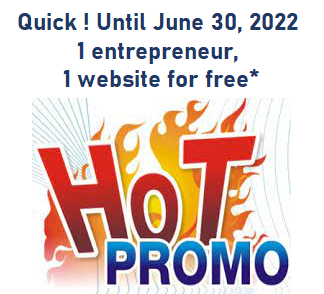 Quick ! Until June 30, 2022
1 entrepreneur,
1 website for free*
HOT
PROMO